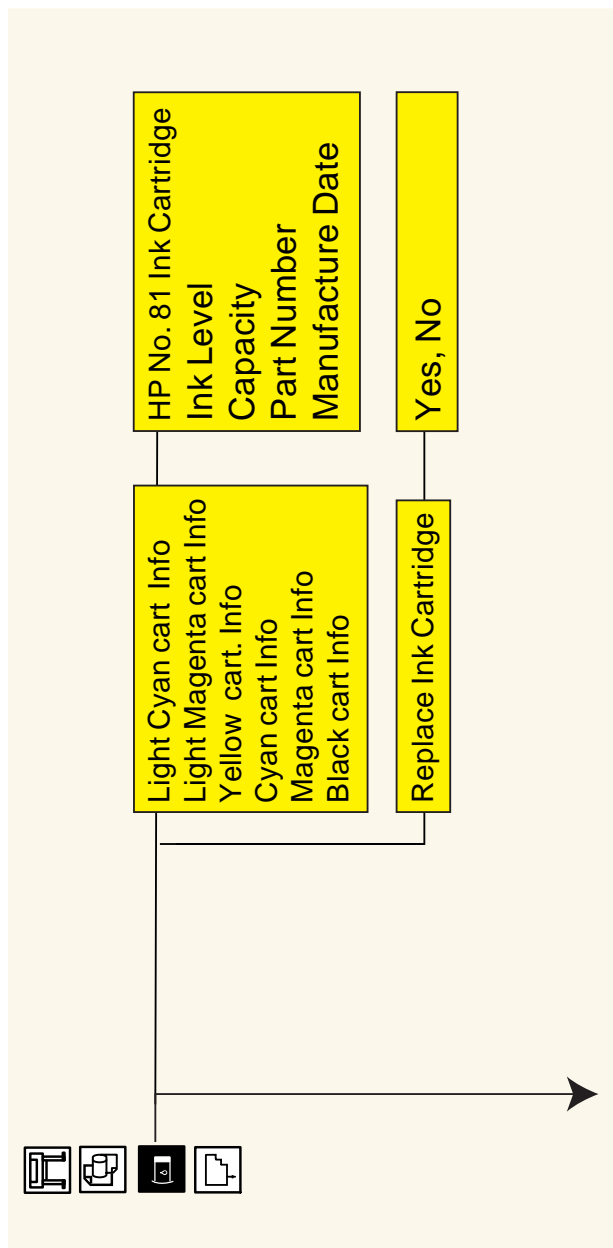 Light Cyan cart Info
Light Magenta cart Info
Yellow cart. Info
Cyan cart Info
Magenta cart Info
Black cart Info
HP No. 81 Ink Cartridge
Ink Level
Capacity
Part Number
Manufacture Date
Replace Ink Cartridge
Yes, No